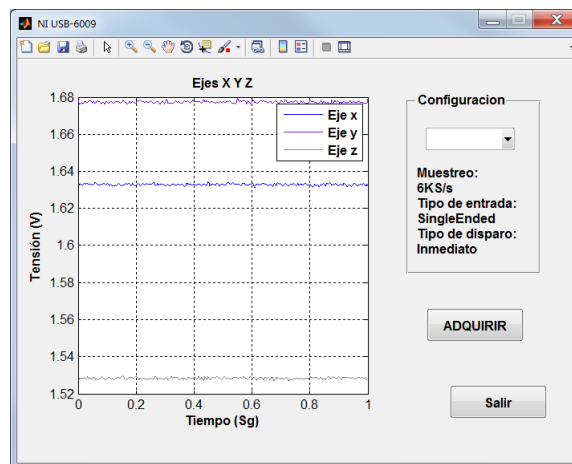 NI USB-6009
Ejes X Y Z
Eje x
Eje y
Eje z
1.68
1.66
1.64
1.62
1.6
1.58
1.56
1.54
1.52
Tensión (V)
0 0.2 0.4 0.6 0.8 1
Tiempo (Sg)
Configuracion
Muestreo:
6KS/s
Tipo de entrada:
SingleEnded
Tipo de disparo:
Inmediato
ADQUIRIR
Salir